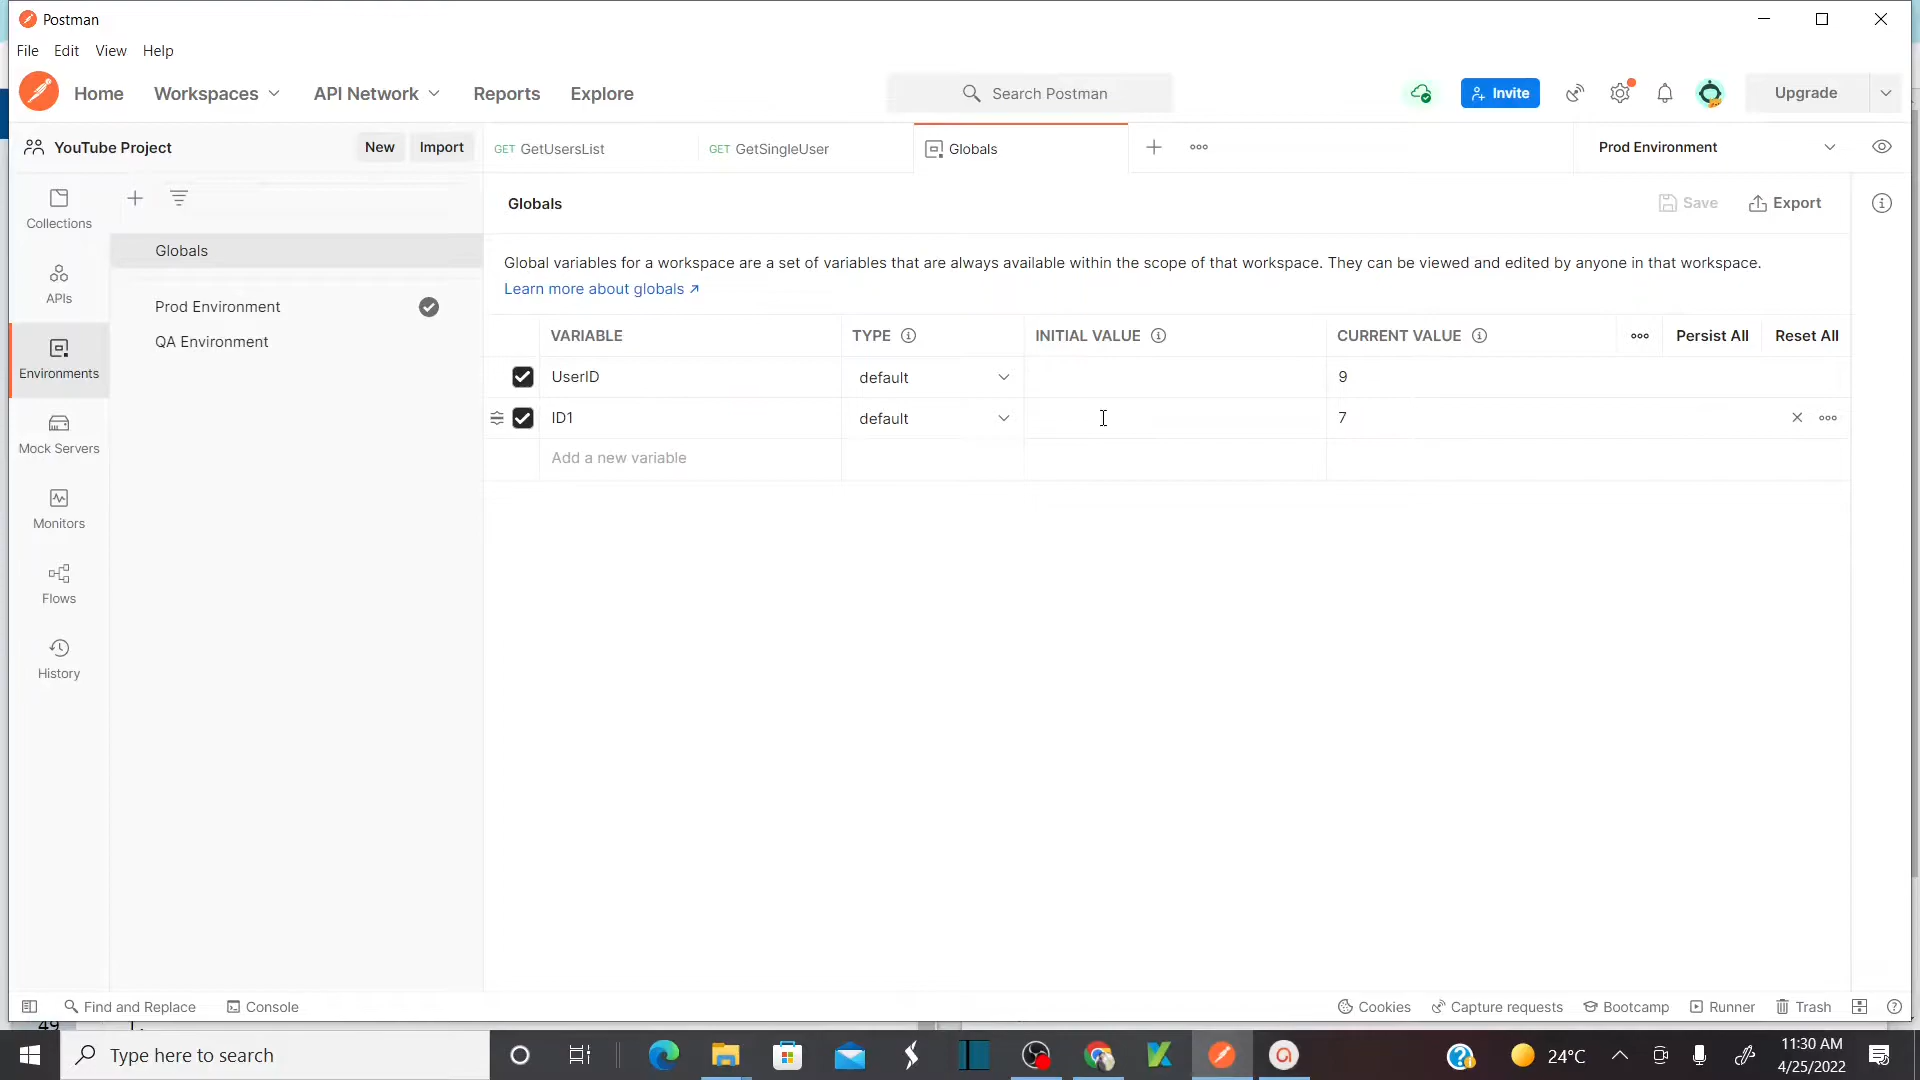 Postman
File Edit View Help
Home Workspaces API Network Reports Explore Search Postman Invite Upgrade
YouTube Project New Import GET GetUsersList GET GetSingleUser Globals Prod Environment
Globals Save Export
Collections
Globals
Global variables for a workspace are a set of variables that are always available within the scope of that workspace. They can be viewed and edited by anyone in that workspace.
Learn more about globals ↗
APIs
Prod Environment
QA Environment
VARIABLE TYPE INITIAL VALUE CURRENT VALUE Persist All Reset All
Environments
UserID default 9
ID1 default 7
Mock Servers
Add a new variable
Monitors
Flows
History
Find and Replace Console Cookies Capture requests Bootcamp Runner Trash
49
Type here to search 24°C 11:30 AM
4/25/2022